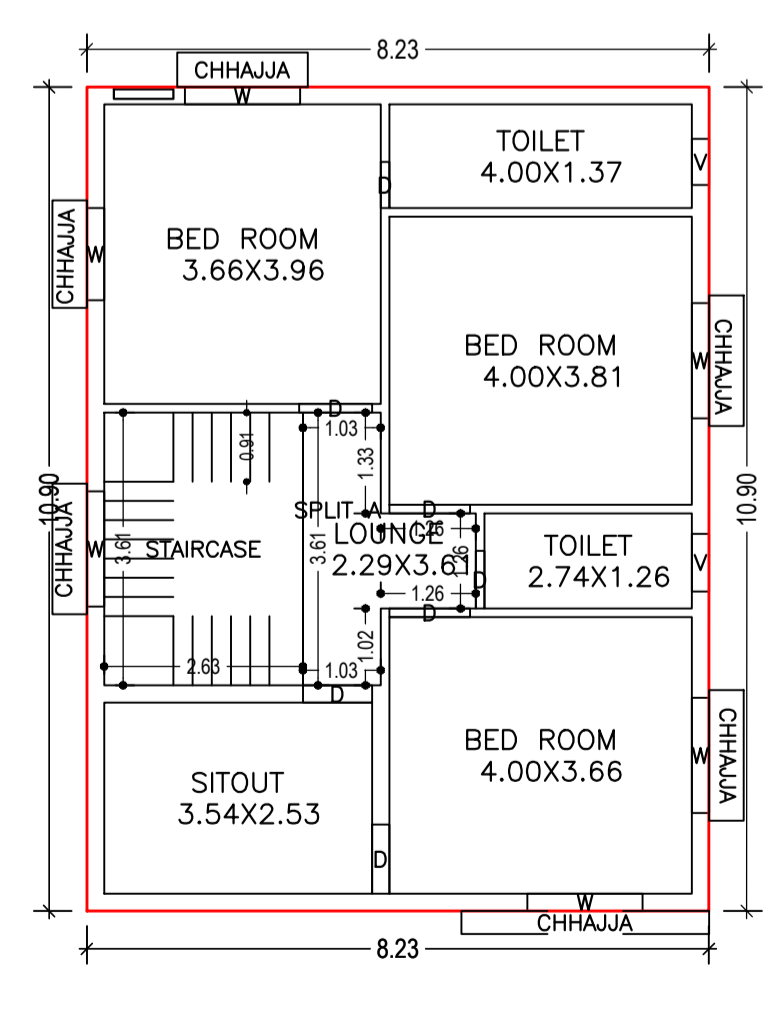 8.23
CHHAJJA
W
TOILET
4.00X1.37
V
D
CHHAJJA
W
BED ROOM
3.66X3.96
BED ROOM
4.00X3.81
W
CHHAJJA
D
1.03
0.91
1.33
10.90
10.90
SPLIT A
D
1.26
LOUNGE
2.29X3.61
1.26
CHHAJJA
W
3.61
STAIRCASE
3.61
TOILET
2.74X1.26
V
D
1.26
D
1.02
2.63
1.03
D
BED ROOM
4.00X3.66
W
CHHAJJA
SITOUT
3.54X2.53
D
W
CHHAJJA
8.23